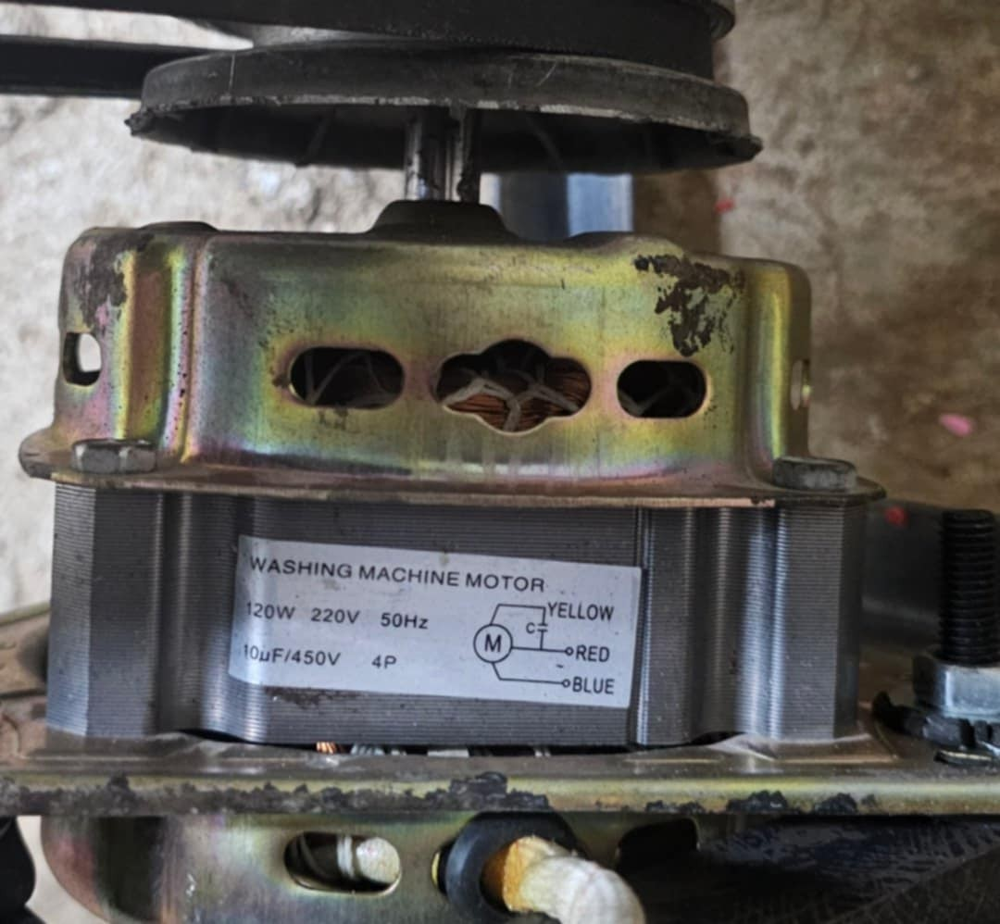 WASHING MACHINE MOTOR
120W 220V 50Hz
10µF/450V 4P
YELLOW
C
M
RED
~
BLUE